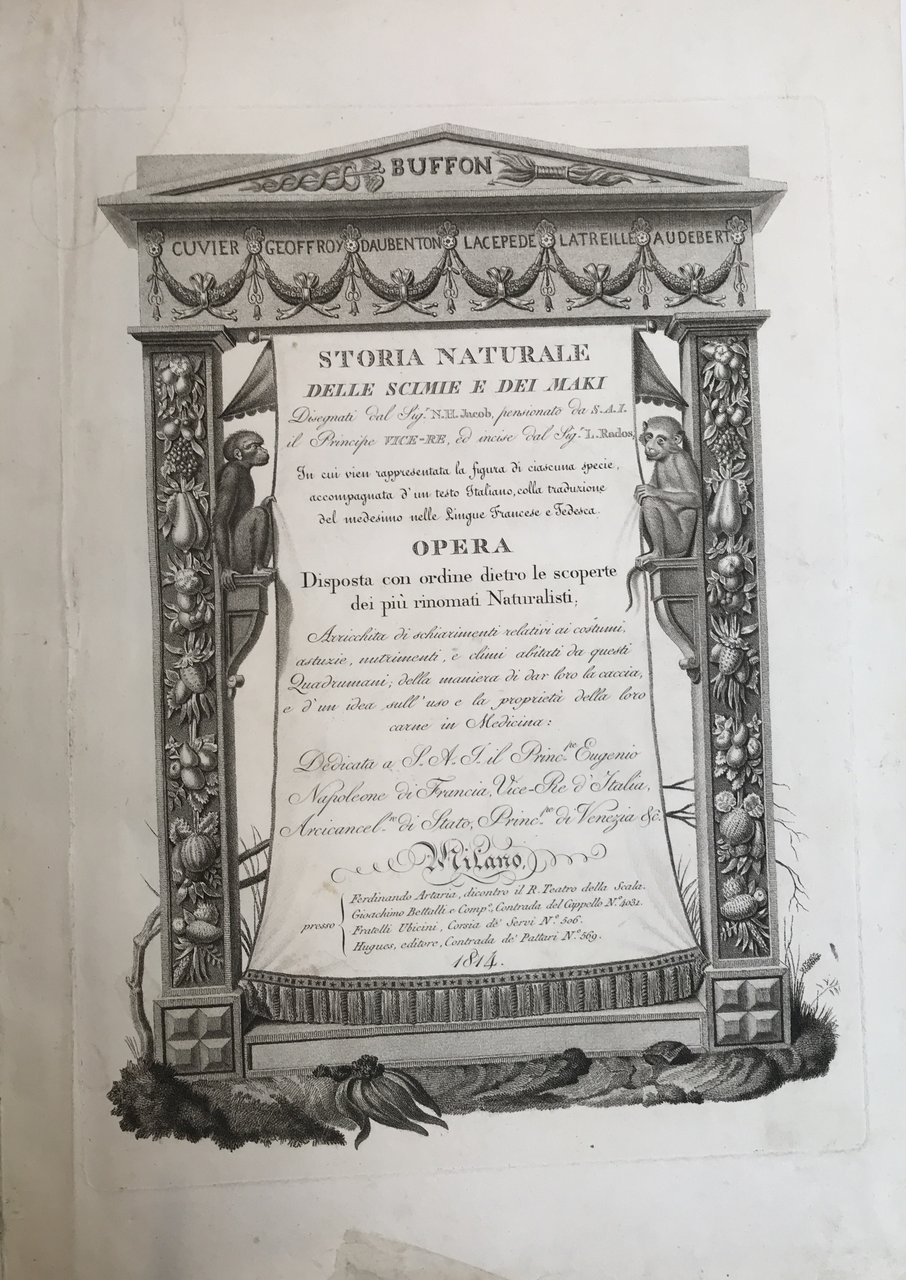 BUFFON
CUVIER GEOFFROY DAUBENTON LACEPEDE LATREILLE AUDEBERT
STORIA NATURALE
DELLE SCIMIE E DEI MAKI
Disegnati dal Sig.r N.H. Jacob, pensionato da S.A.I.
il Principe VICE-RE, ed incise dal Sig.r L. Rados,
In cui vien rappresentata la figura di ciascuna specie,
accompagnata d'un testo Italiano, colla traduzione
del medesimo nelle Lingue Francese e Tedesca.
OPERA
Disposta con ordine dietro le scoperte
dei più rinomati Naturalisti;
Arricchita di schiarimenti relativi ai costumi,
astuzie, nutrimenti, e climi abitati da questi
Quadrumani; della maniera di dar loro la caccia,
e d'un idea sull'uso e la proprietà della loro
carne in Medicina:
Dedicata a S. A. I. il Princ.pe Eugenio
Napoleone di Francia, Vice-Re d'Italia,
Arcicancel.re di Stato, Princ.pe di Venezia &c.
Milano,
presso
Ferdinando Artaria, dicontro il R. Teatro della Scala.
Gioachimo Bettalli e Comp.o, Contrada del Cappello N.o 4031.
Fratelli Ubicini, Corsia de' Servi N.o 506.
Hugues, editore, Contrada de' Pattari N.o 569.
1814.